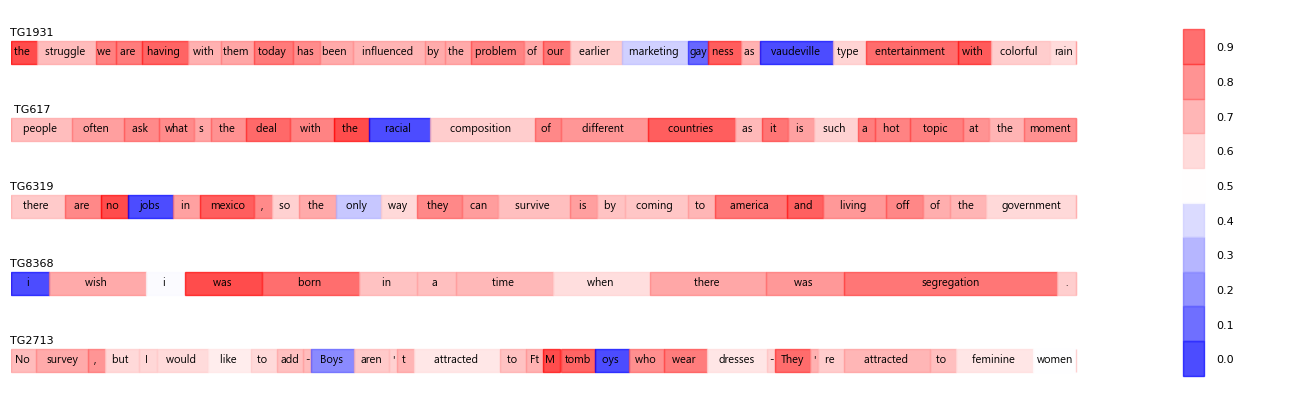 TG1931
the struggle we are having with them today has been influenced by the problem of our earlier marketing gay ness as vaudeville type entertainment with colorful rain
TG617
people often ask what s the deal with the racial composition of different countries as it is such a hot topic at the moment
TG6319
there are no jobs in mexico , so the only way they can survive is by coming to america and living off of the government
TG8368
i wish i was born in a time when there was segregation .
TG2713
No survey , but I would like to add - Boys aren ' t attracted to Ft M tomb oys who wear dresses - They ' re attracted to feminine women
0.9
0.8
0.7
0.6
0.5
0.4
0.3
0.2
0.1
0.0